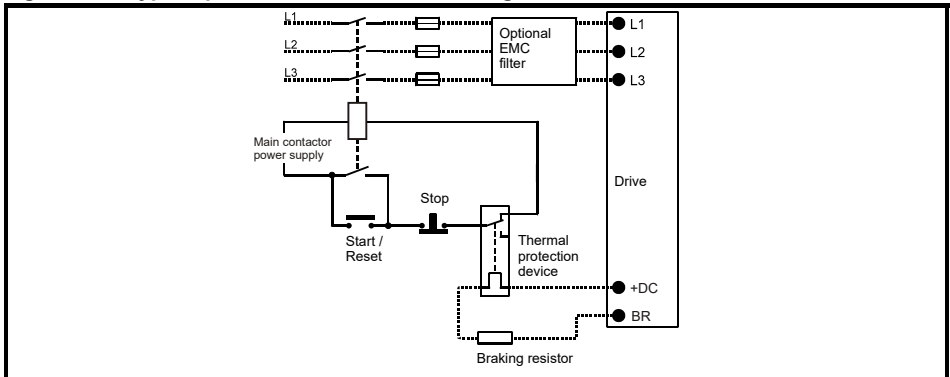 L1
L2
L3
Optional
EMC
filter
L1
L2
L3
Main contactor
power supply
Drive
Stop
Start /
Reset
Thermal
protection
device
+DC
BR
Braking resistor